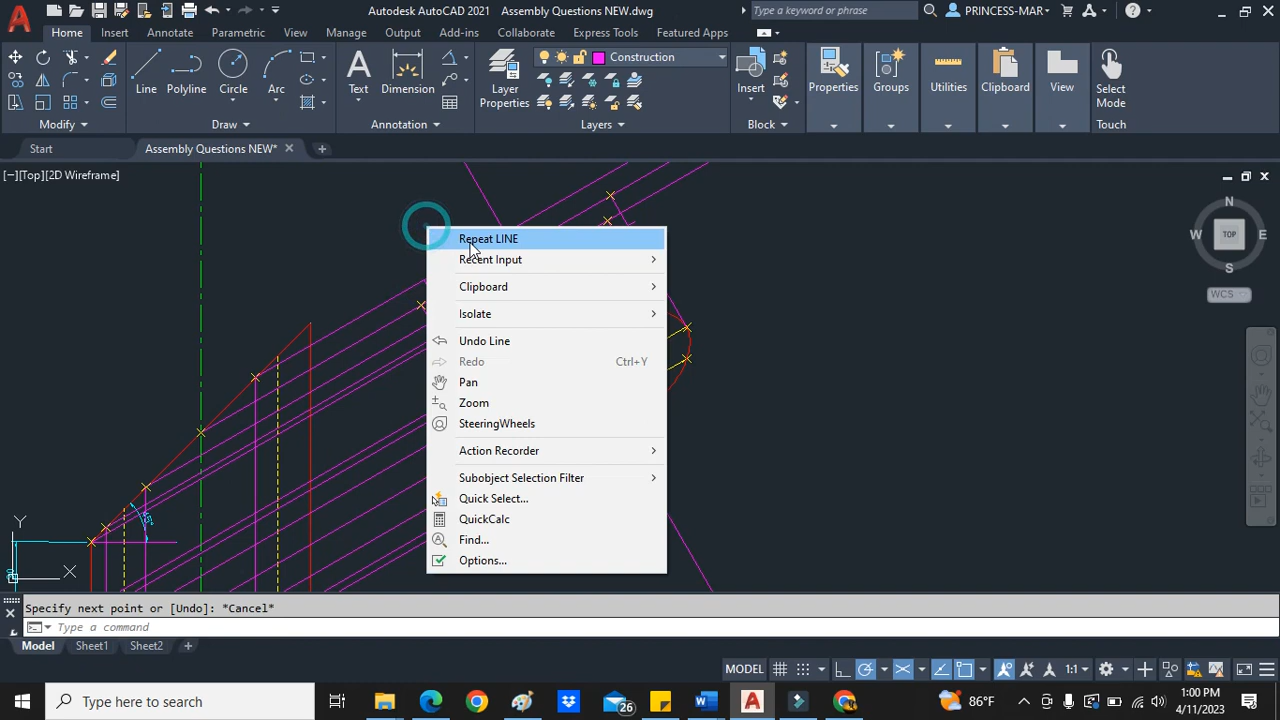 Autodesk AutoCAD 2021 Assembly Questions NEW.dwg
Type a keyword or phrase
PRINCESS-MAR
Home Insert Annotate Parametric View Manage Output Add-ins Collaborate Express Tools Featured Apps
Construction
Line Polyline Circle Arc
Text Dimension
Layer
Properties
Insert
Properties Groups Utilities Clipboard View
Select
Mode
Modify Draw Annotation Layers Block Touch
Start Assembly Questions NEW*
[−][Top][2D Wireframe]
N
W TOP E
S
WCS
Repeat LINE
Recent Input
Clipboard
Isolate
Undo Line
Redo Ctrl+Y
Pan
Zoom
SteeringWheels
Action Recorder
Subobject Selection Filter
Quick Select...
QuickCalc
Find...
Options...
45°
Y
X
Specify next point or [Undo]: *Cancel*
Type a command
Model Sheet1 Sheet2
MODEL 1:1
Type here to search
26
86°F
1:00 PM
4/11/2023